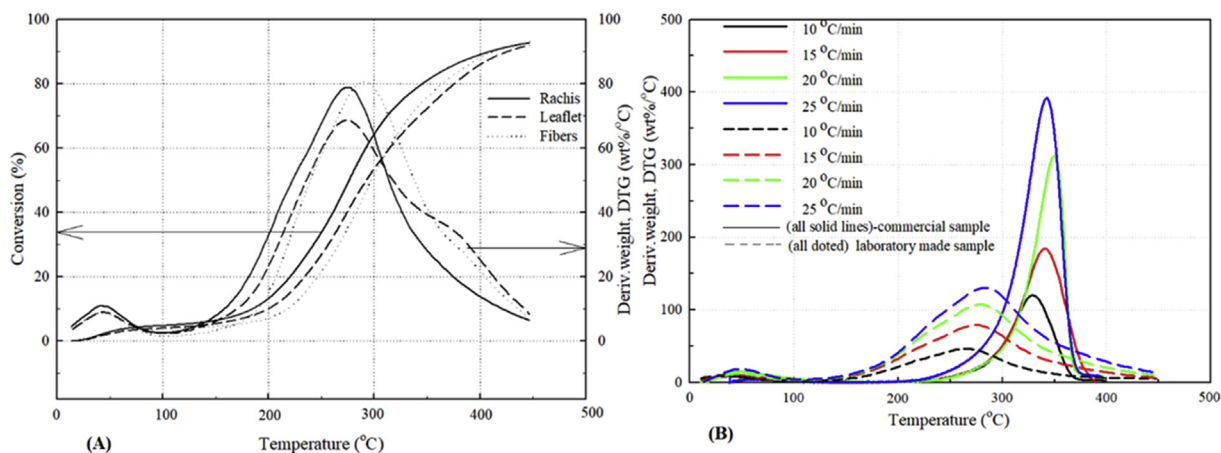 100
80
60
40
20
0
Conversion (%)
0
100
200
300
400
500
Temperature (°C)
(A)
Rachis
Leaflet
Fibers
100
80
60
40
20
0
Deriv.weight, DTG (wt%/°C)
500
400
300
200
100
0
Deriv.weight, DTG (wt%/°C)
10 °C/min
15 °C/min
20 °C/min
25 °C/min
10 °C/min
15 °C/min
20 °C/min
25 °C/min
(all solid lines)-commercial sample
(all doted) laboratory made sample
0
100
200
300
400
500
Temperature (°C)
(B)